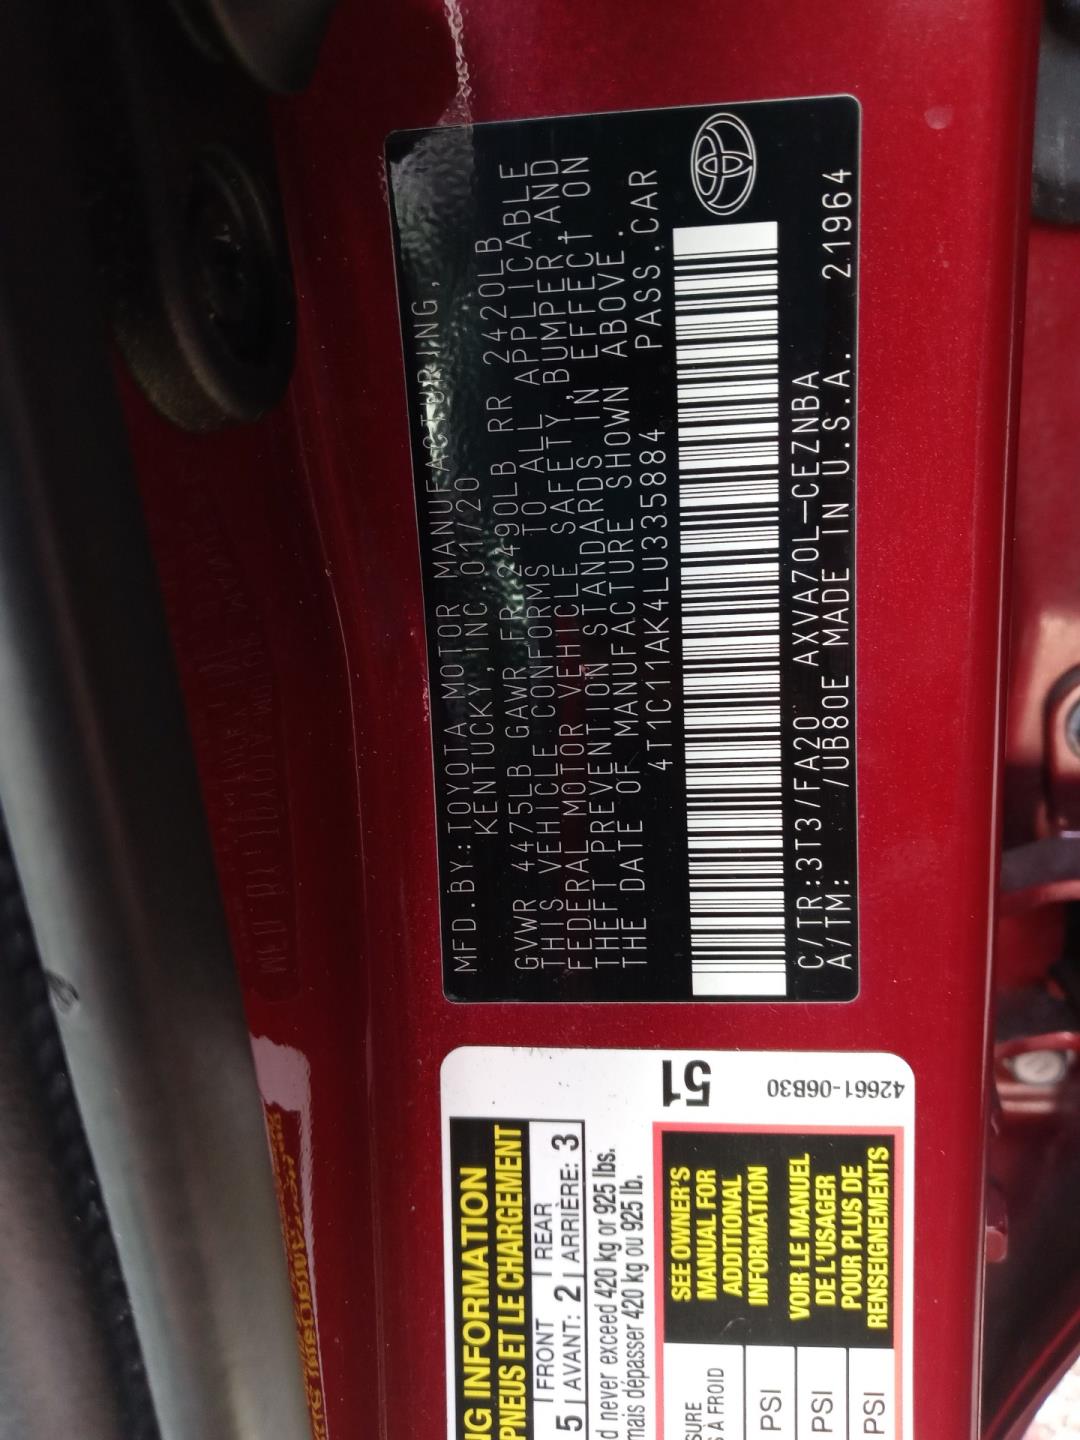 MFD.BY:TOYOTA MOTOR MANUFACTURING,
KENTUCKY,INC.01/20
GVWR 4475LB GAWR FR 2490LB RR 2420LB
THIS VEHICLE CONFORMS TO ALL APPLICABLE
FEDERAL MOTOR VEHICLE SAFETY, BUMPER, AND
THEFT PREVENTION STANDARDS IN EFFECT ON
THE DATE OF MANUFACTURE SHOWN ABOVE.
4T1C11AK4LU335884 PASS.CAR
C/TR:3T3/FA20 AXVA70L-CEZNBA
A/TM: /UB80E MADE IN U.S.A. 21964
NG INFORMATION
PNEUS ET LE CHARGEMENT
5 FRONT 2 REAR 3
AVANT: ARRIÈRE:
d never exceed 420 kg or 925 lbs.
mais dépasser 420 kg ou 925 lb.
SURE
S À FROID
PSI
PSI
PSI
SEE OWNER'S
MANUAL FOR
ADDITIONAL
INFORMATION
VOIR LE MANUEL
DE L'USAGER
POUR PLUS DE
RENSEIGNEMENTS
51
42661-06B30